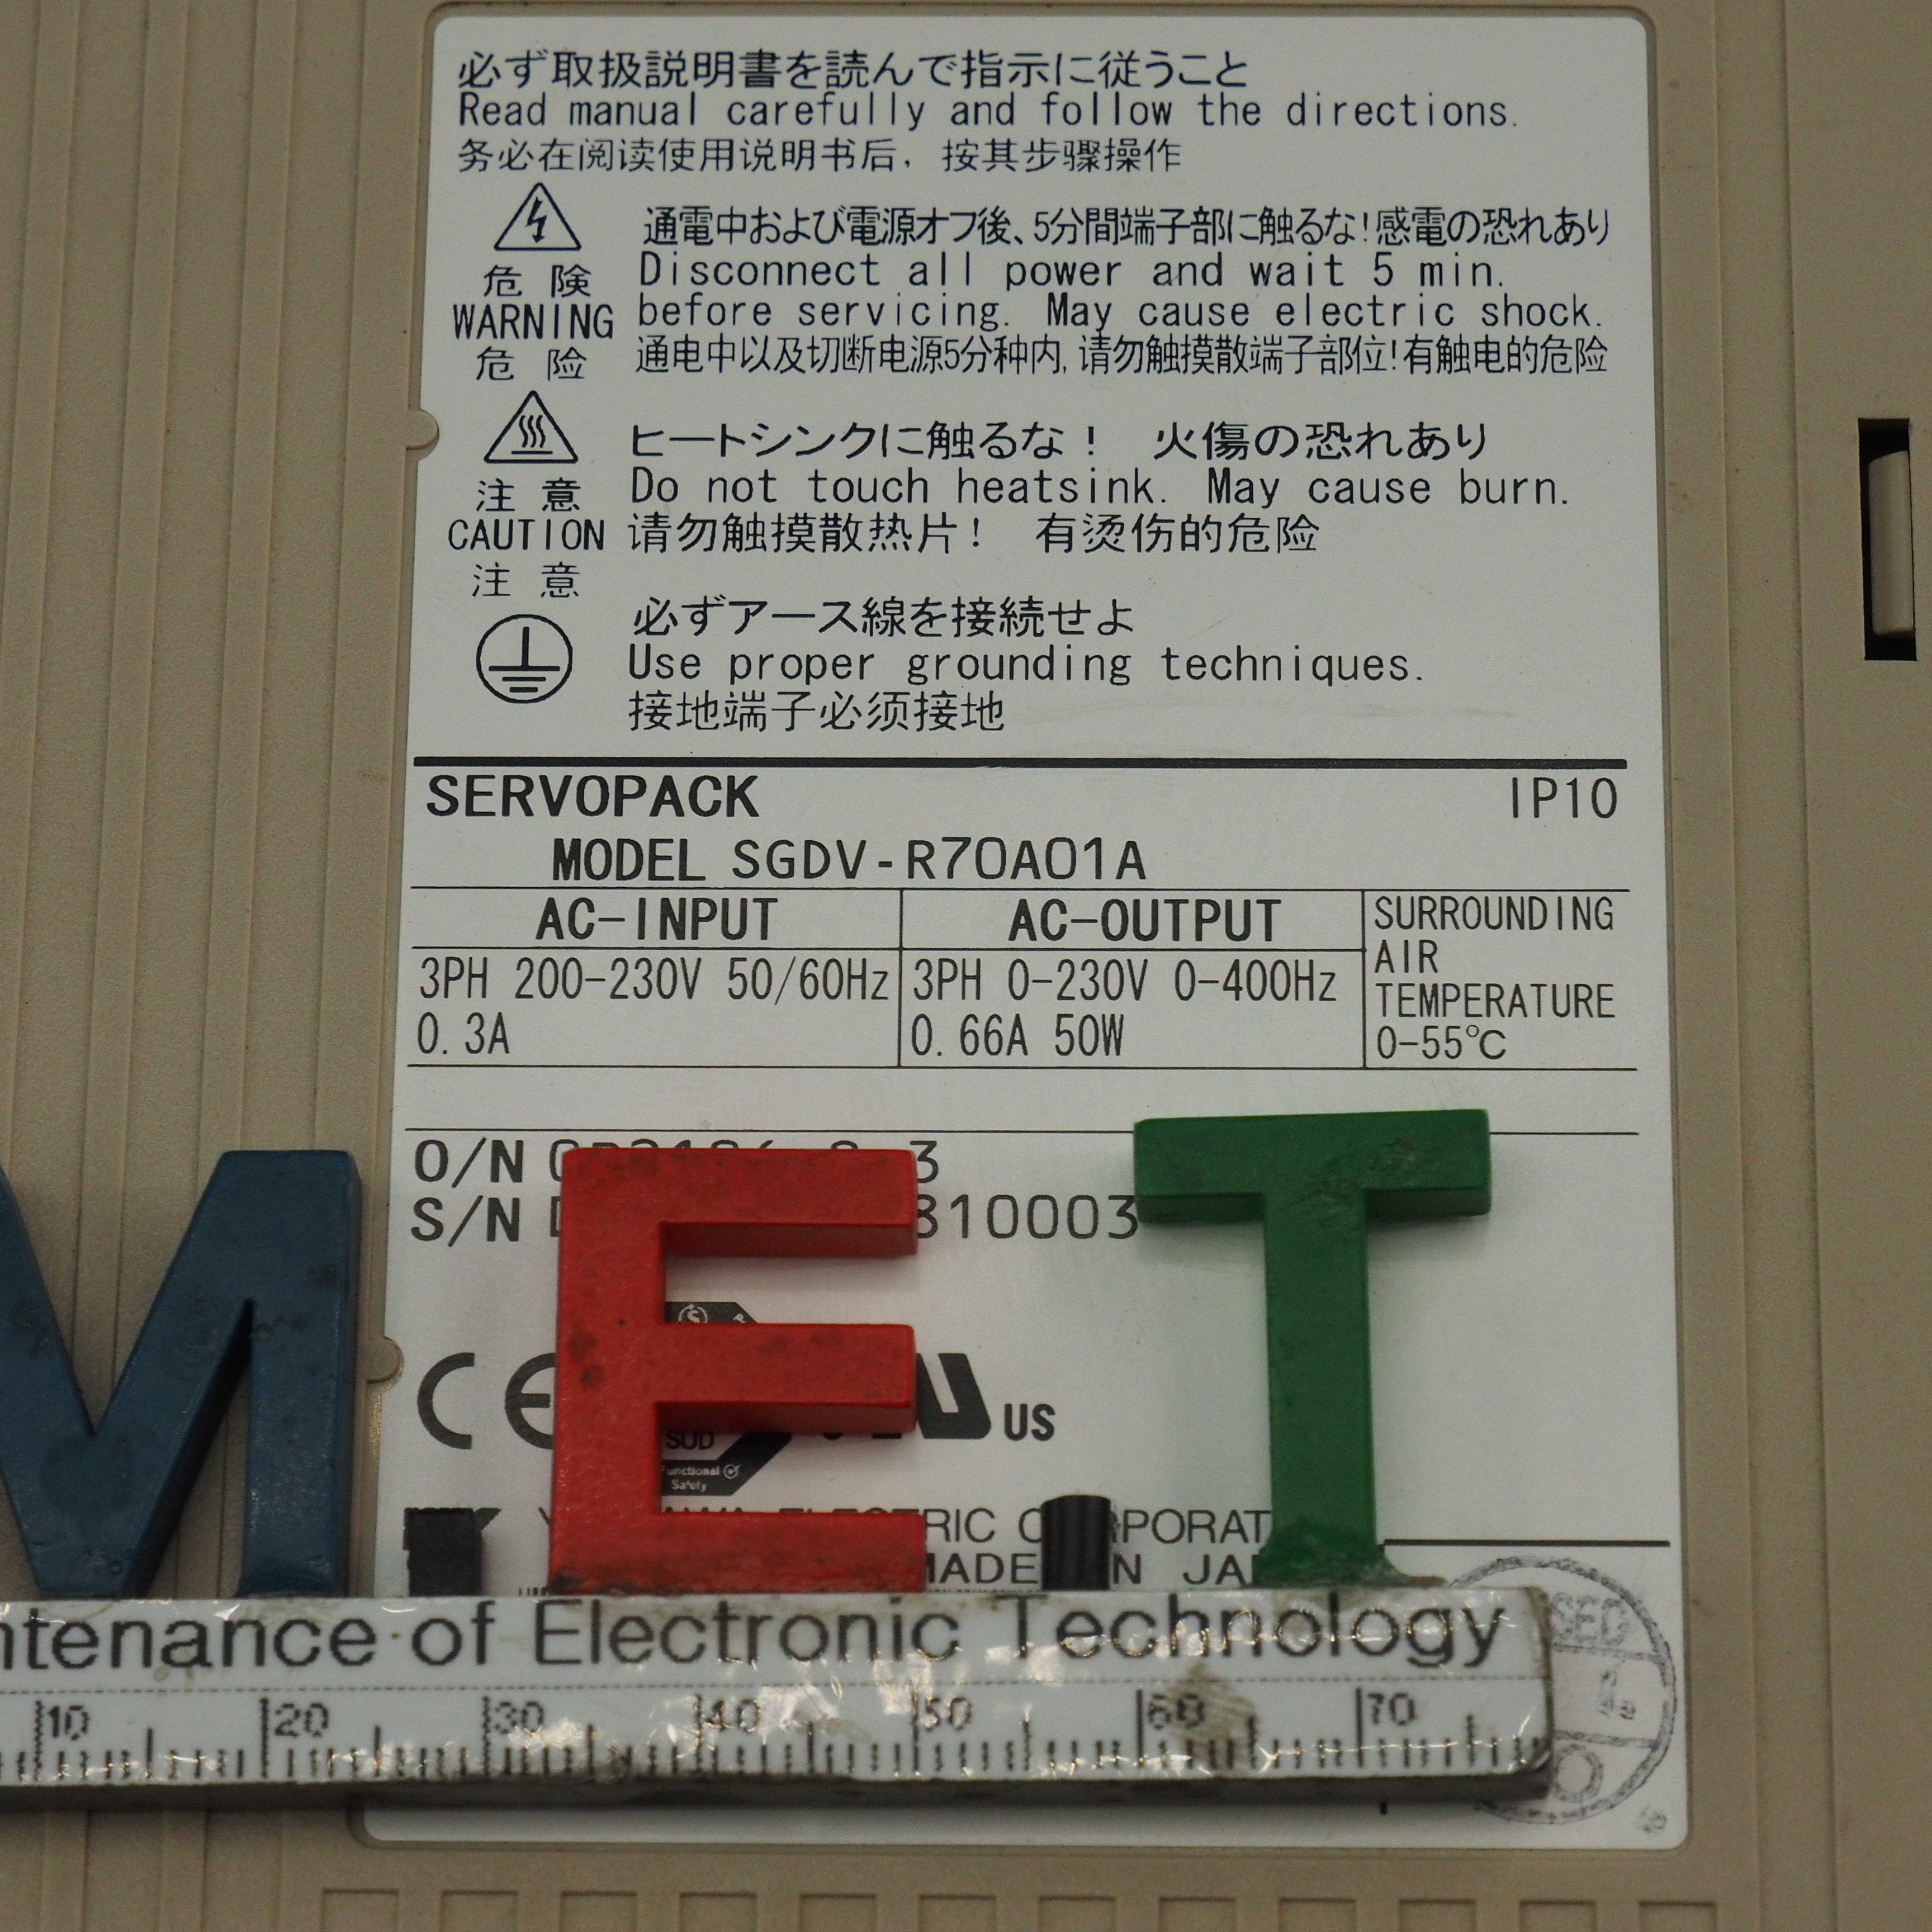 必ず取扱説明書を読んで指示に従うこと
Read manual carefully and follow the directions.
务必在阅读使用说明书后，按其步骤操作
危 険
WARNING
危 险
通電中および電源オフ後、5分間端子部に触るな!感電の恐れあり
Disconnect all power and wait 5 min.
before servicing. May cause electric shock.
通电中以及切断电源5分种内,请勿触摸散端子部位!有触电的危险
注 意
CAUTION
注 意
ヒートシンクに触るな! 火傷の恐れあり
Do not touch heatsink. May cause burn.
请勿触摸散热片! 有烫伤的危险
必ずアース線を接続せよ
Use proper grounding techniques.
接地端子必须接地
SERVOPACK IP10
MODEL SGDV-R70A01A
AC-INPUT
3PH 200-230V 50/60Hz
0.3A
AC-OUTPUT
3PH 0-230V 0-400Hz
0.66A 50W
SURROUNDING
AIR
TEMPERATURE
0-55℃
O/N
S/N
CE
US
SUD
Functional
Safety
ELECTRIC
MADE IN
M.E.T
of Electronic Technology
10 20 30 40 50 60 70